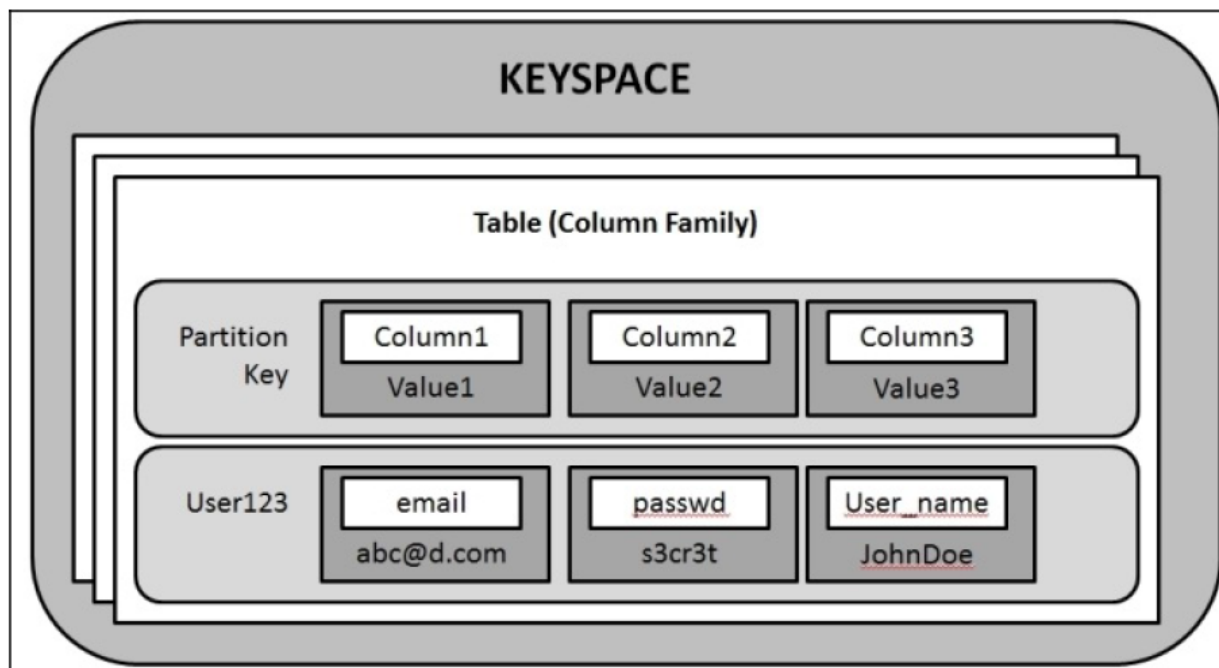 KEYSPACE
Table (Column Family)
Partition
Key
Column1
Value1
Column2
Value2
Column3
Value3
User123
email
abc@d.com
passwd
s3cr3t
User_name
JohnDoe